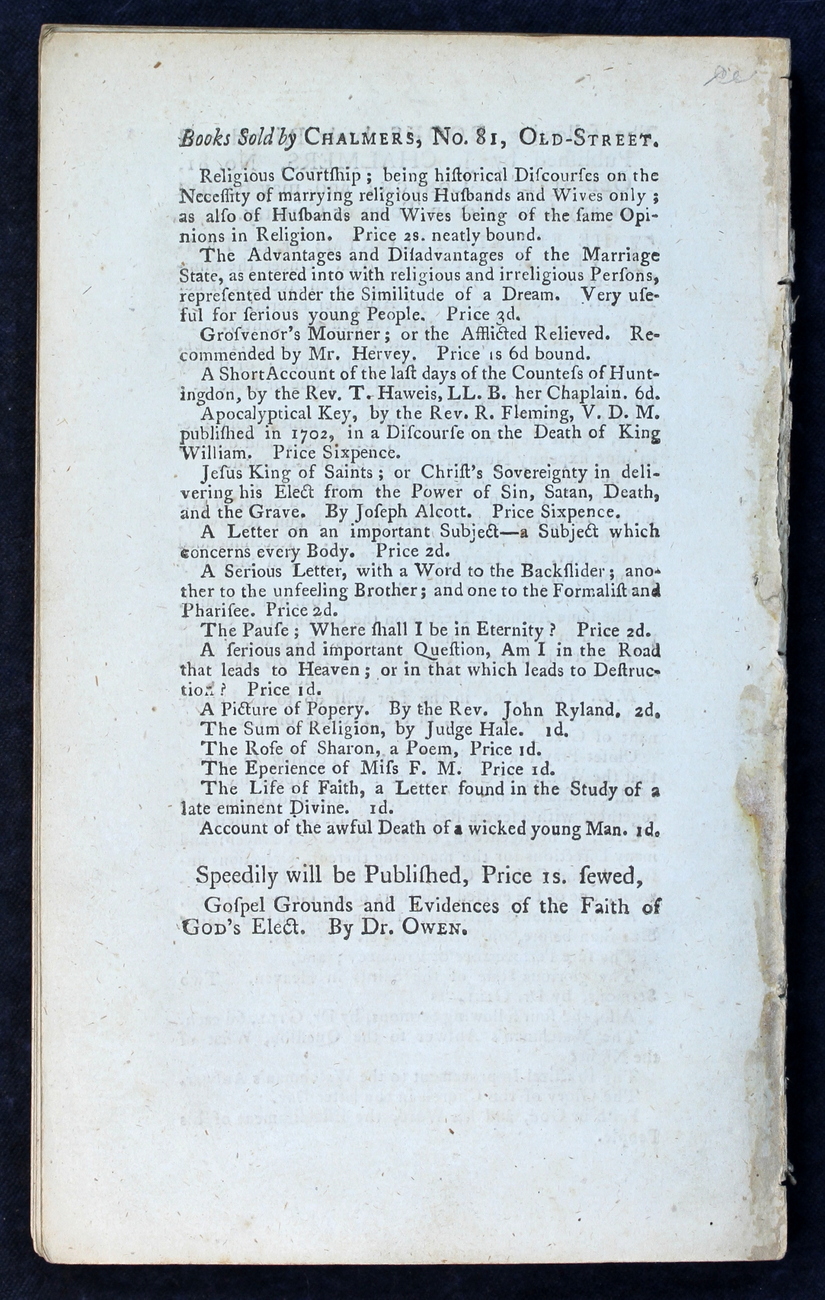 Books Sold by CHALMERS, No. 81, OLD-STREET.
Religious Courtſhip ; being hiſtorical Diſcourſes on the
Neceſſity of marrying religious Huſbands and Wives only ;
as alſo of Huſbands and Wives being of the ſame Opi-
nions in Religion. Price 2s. neatly bound.
The Advantages and Diſadvantages of the Marriage
State, as entered into with religious and irreligious Perſons,
repreſented under the Similitude of a Dream. Very uſe-
ful for ſerious young People. Price 3d.
Groſvenor's Mourner ; or the Afflicted Relieved. Re-
commended by Mr. Hervey. Price 1s 6d bound.
A Short Account of the laſt days of the Counteſs of Hunt-
ingdon, by the Rev. T. Haweis, LL. B. her Chaplain. 6d.
Apocalyptical Key, by the Rev. R. Fleming, V. D. M.
publiſhed in 1702, in a Diſcourſe on the Death of King
William. Price Sixpence.
Jeſus King of Saints ; or Chriſt's Sovereignty in deli-
vering his Elect from the Power of Sin, Satan, Death,
and the Grave. By Joſeph Alcott. Price Sixpence.
A Letter on an important Subject—a Subject which
concerns every Body. Price 2d.
A Serious Letter, with a Word to the Backſlider ; ano-
ther to the unfeeling Brother ; and one to the Formaliſt and
Phariſee. Price 2d.
The Pauſe ; Where ſhall I be in Eternity ? Price 2d.
A ſerious and important Queſtion, Am I in the Road
that leads to Heaven ; or in that which leads to Deſtruc-
tion ? Price 1d.
A Picture of Popery. By the Rev. John Ryland. 2d.
The Sum of Religion, by Judge Hale. 1d.
The Roſe of Sharon, a Poem, Price 1d.
The Eperience of Miſs F. M. Price 1d.
The Life of Faith, a Letter found in the Study of a
late eminent Divine. 1d.
Account of the awful Death of a wicked young Man. 1d.
Speedily will be Publiſhed, Price 1s. ſewed,
Goſpel Grounds and Evidences of the Faith of
GOD's Elect. By Dr. OWEN.